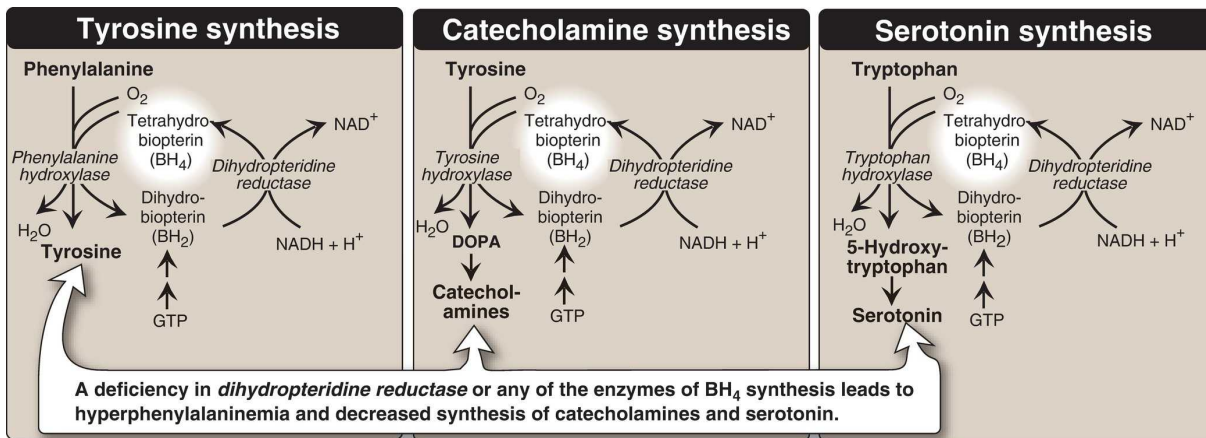 Tyrosine synthesis
Phenylalanine
O2
Tetrahydro
biopterin
(BH4)
NAD+
Phenylalanine
hydroxylase
Dihydropteridine
reductase
Dihydro-
biopterin
(BH2)
H2O
Tyrosine
NADH + H+
GTP
Catecholamine synthesis
Tyrosine
O2
Tetrahydro
biopterin
(BH4)
NAD+
Tyrosine
hydroxylase
Dihydropteridine
reductase
Dihydro-
biopterin
(BH2)
H2O
DOPA
NADH + H+
Catechol-
amines
GTP
Serotonin synthesis
Tryptophan
O2
Tetrahydro
biopterin
(BH4)
NAD+
Tryptophan
hydroxylase
Dihydropteridine
reductase
Dihydro-
biopterin
(BH2)
H2O
5-Hydroxy-
tryptophan
NADH + H+
Serotonin
GTP
A deficiency in dihydropteridine reductase or any of the enzymes of BH4 synthesis leads to
hyperphenylalaninemia and decreased synthesis of catecholamines and serotonin.